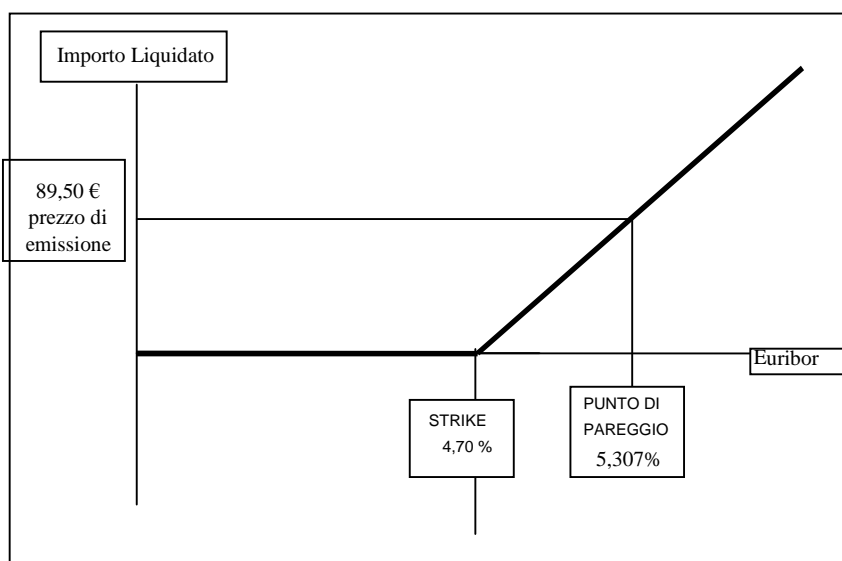 Importo Liquidato
89,50 €
prezzo di
emissione
Euribor
STRIKE
4,70 %
PUNTO DI
PAREGGIO
5,307%